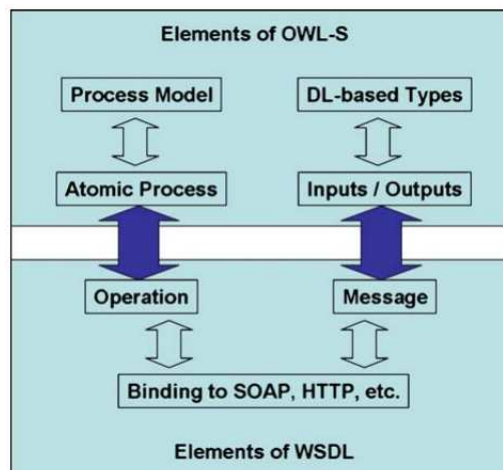 Elements of OWL-S
Process Model
DL-based Types
Atomic Process
Inputs / Outputs
Operation
Message
Binding to SOAP, HTTP, etc.
Elements of WSDL